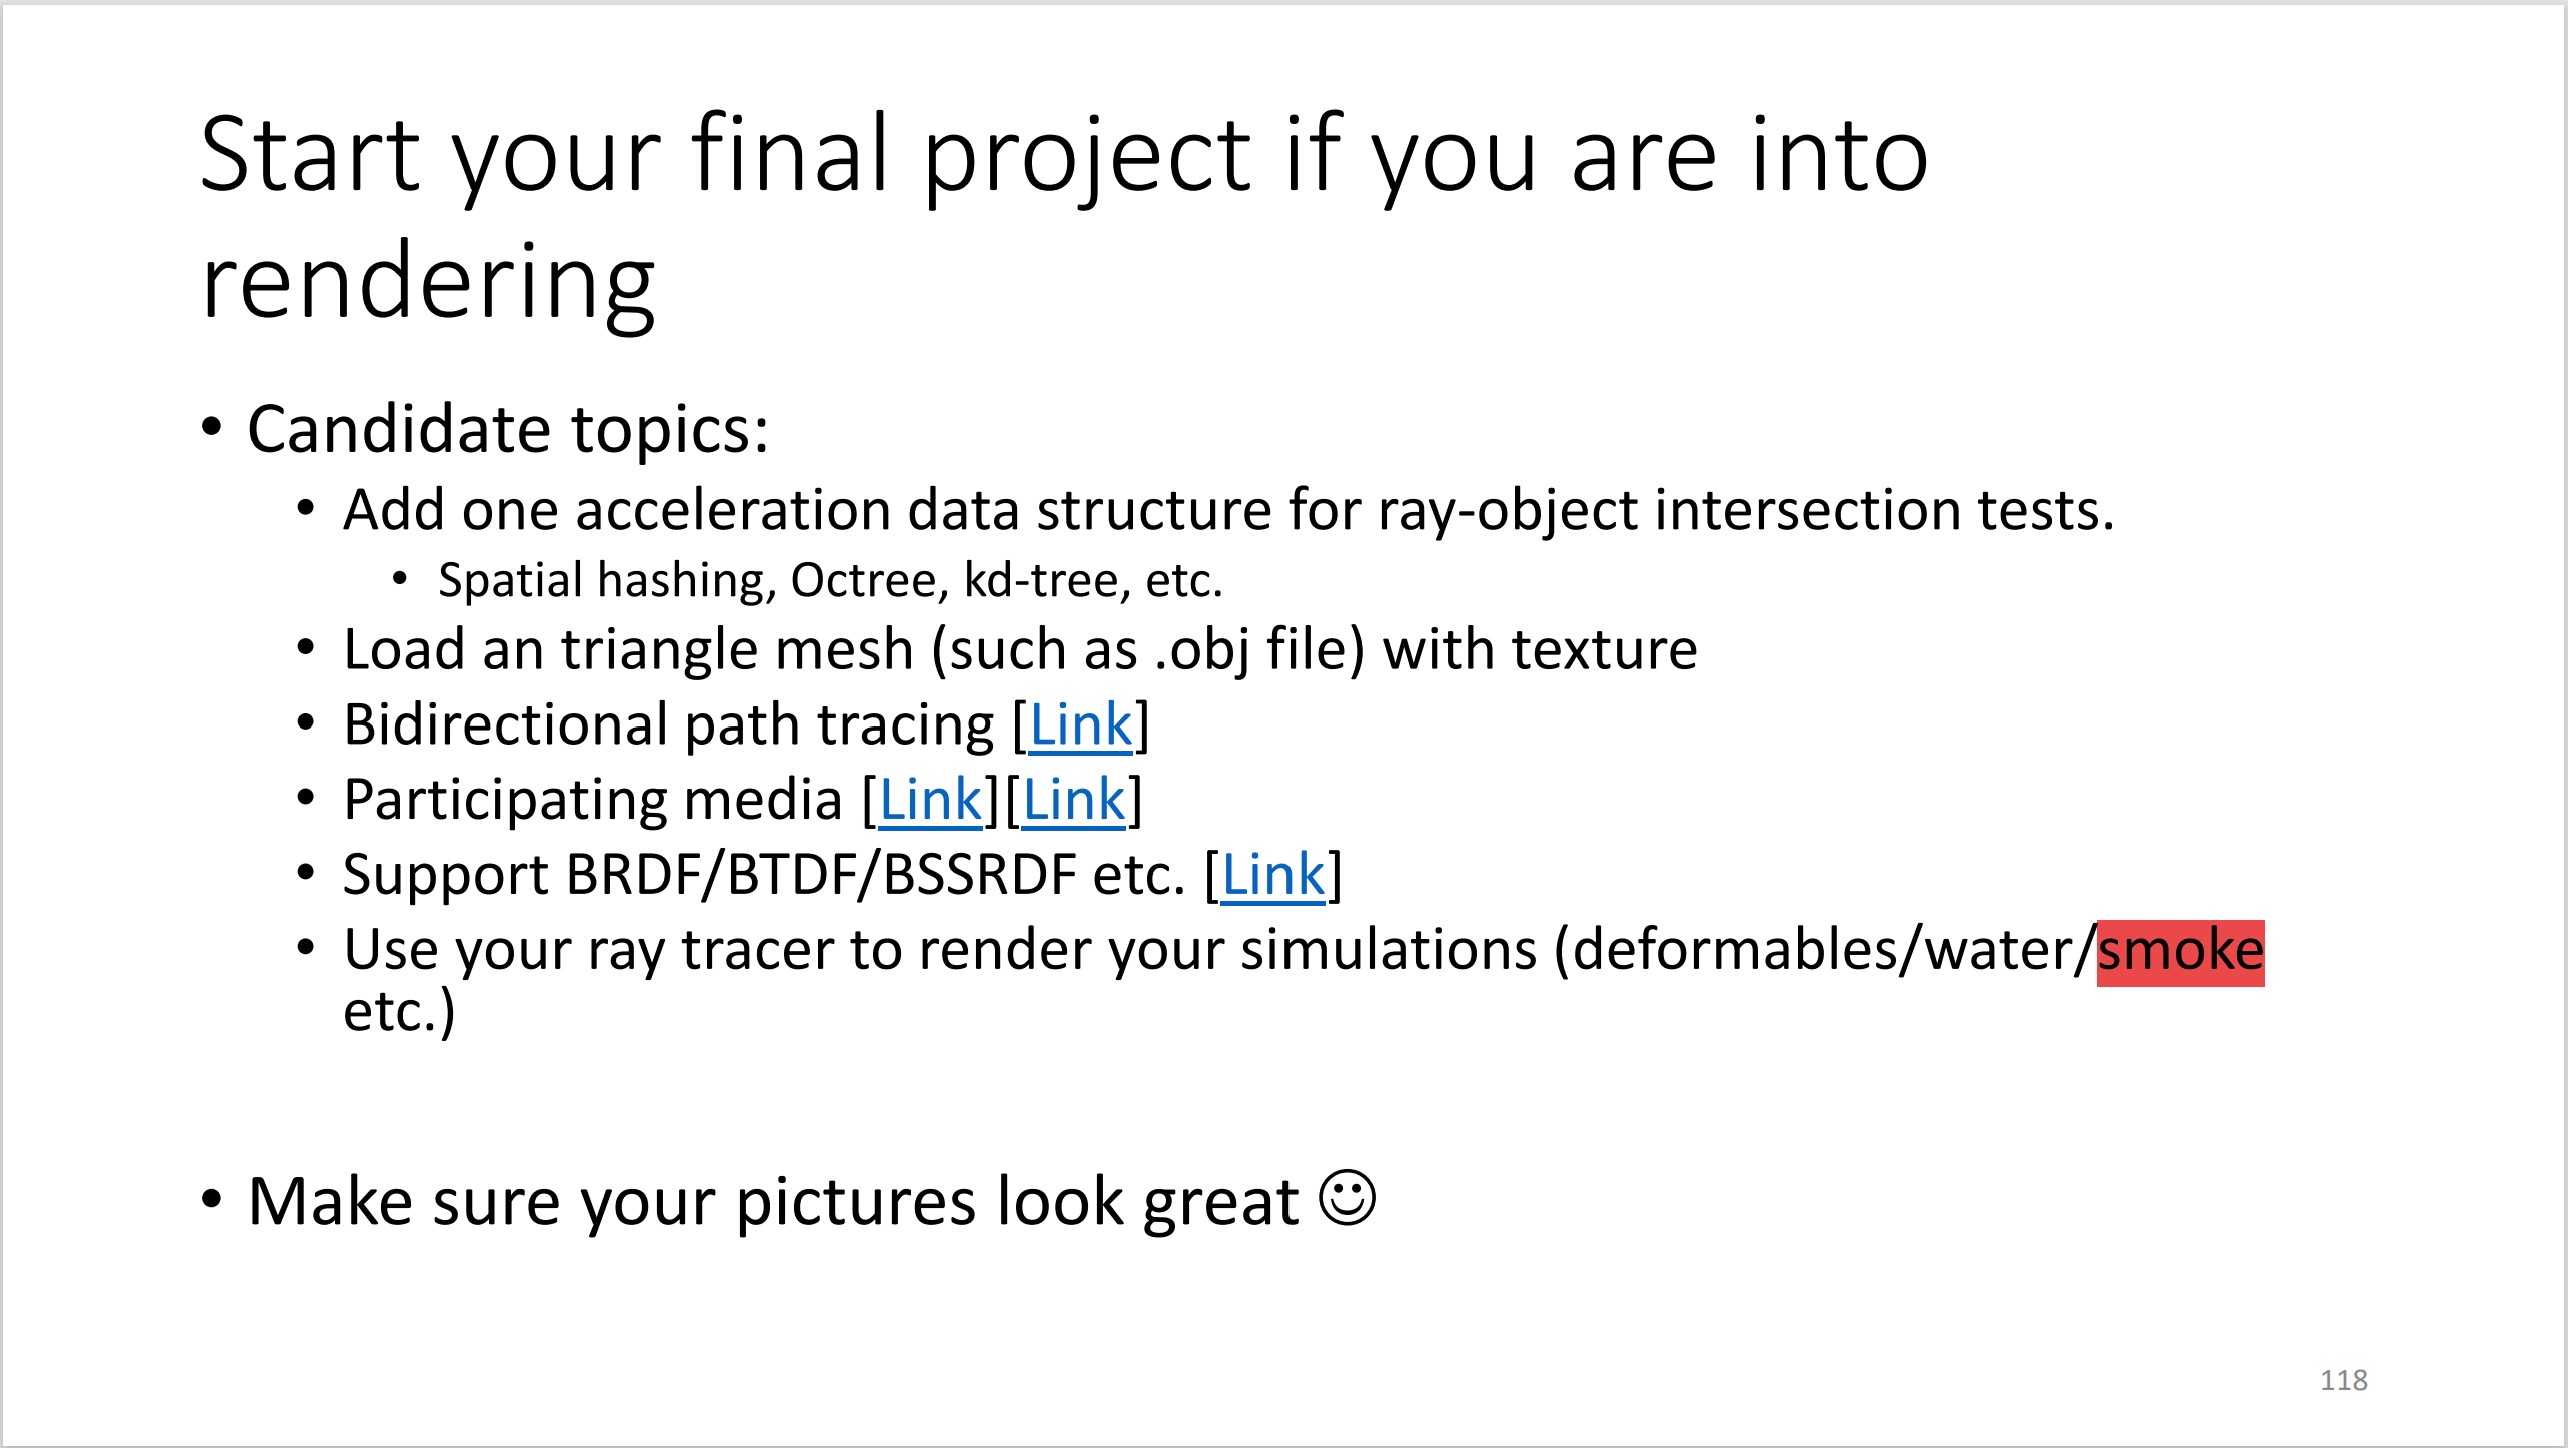 Start your final project if you are into
rendering
• Candidate topics:
• Add one acceleration data structure for ray-object intersection tests.
• Spatial hashing, Octree, kd-tree, etc.
• Load an triangle mesh (such as .obj file) with texture
• Bidirectional path tracing [Link]
• Participating media [Link][Link]
• Support BRDF/BTDF/BSSRDF etc. [Link]
• Use your ray tracer to render your simulations (deformables/water/smoke
etc.)
• Make sure your pictures look great ☺
118